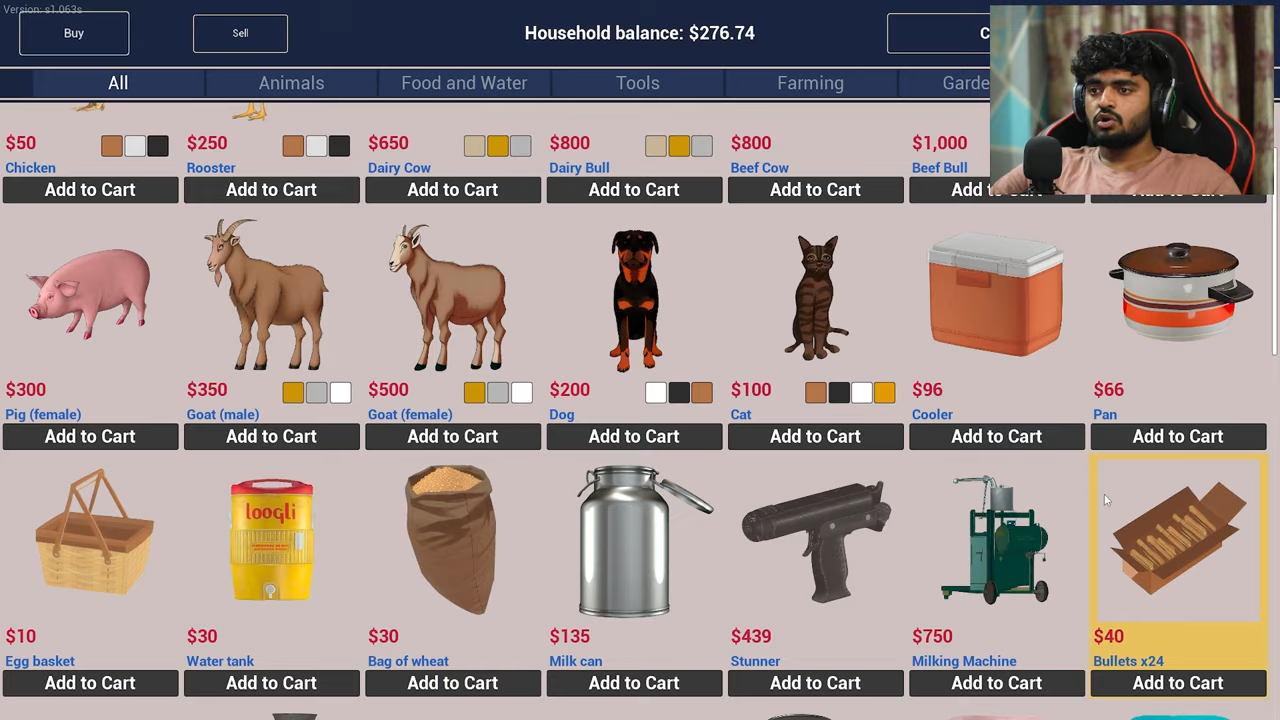 Version: s1.063s
Buy
Sell
Household balance: $276.74
All
Animals
Food and Water
Tools
Farming
$50
$250
$650
$800
$800
$1,000
Chicken
Rooster
Dairy Cow
Dairy Bull
Beef Cow
Beef Bull
Add to Cart
Add to Cart
Add to Cart
Add to Cart
Add to Cart
$300
$350
$500
$200
$100
$96
$66
Pig (female)
Goat (male)
Goat (female)
Dog
Cat
Cooler
Pan
Add to Cart
Add to Cart
Add to Cart
Add to Cart
Add to Cart
Add to Cart
Add to Cart
looqli
$10
$30
$30
$135
$439
$750
$40
Egg basket
Water tank
Bag of wheat
Milk can
Stunner
Milking Machine
Bullets x24
Add to Cart
Add to Cart
Add to Cart
Add to Cart
Add to Cart
Add to Cart
Add to Cart